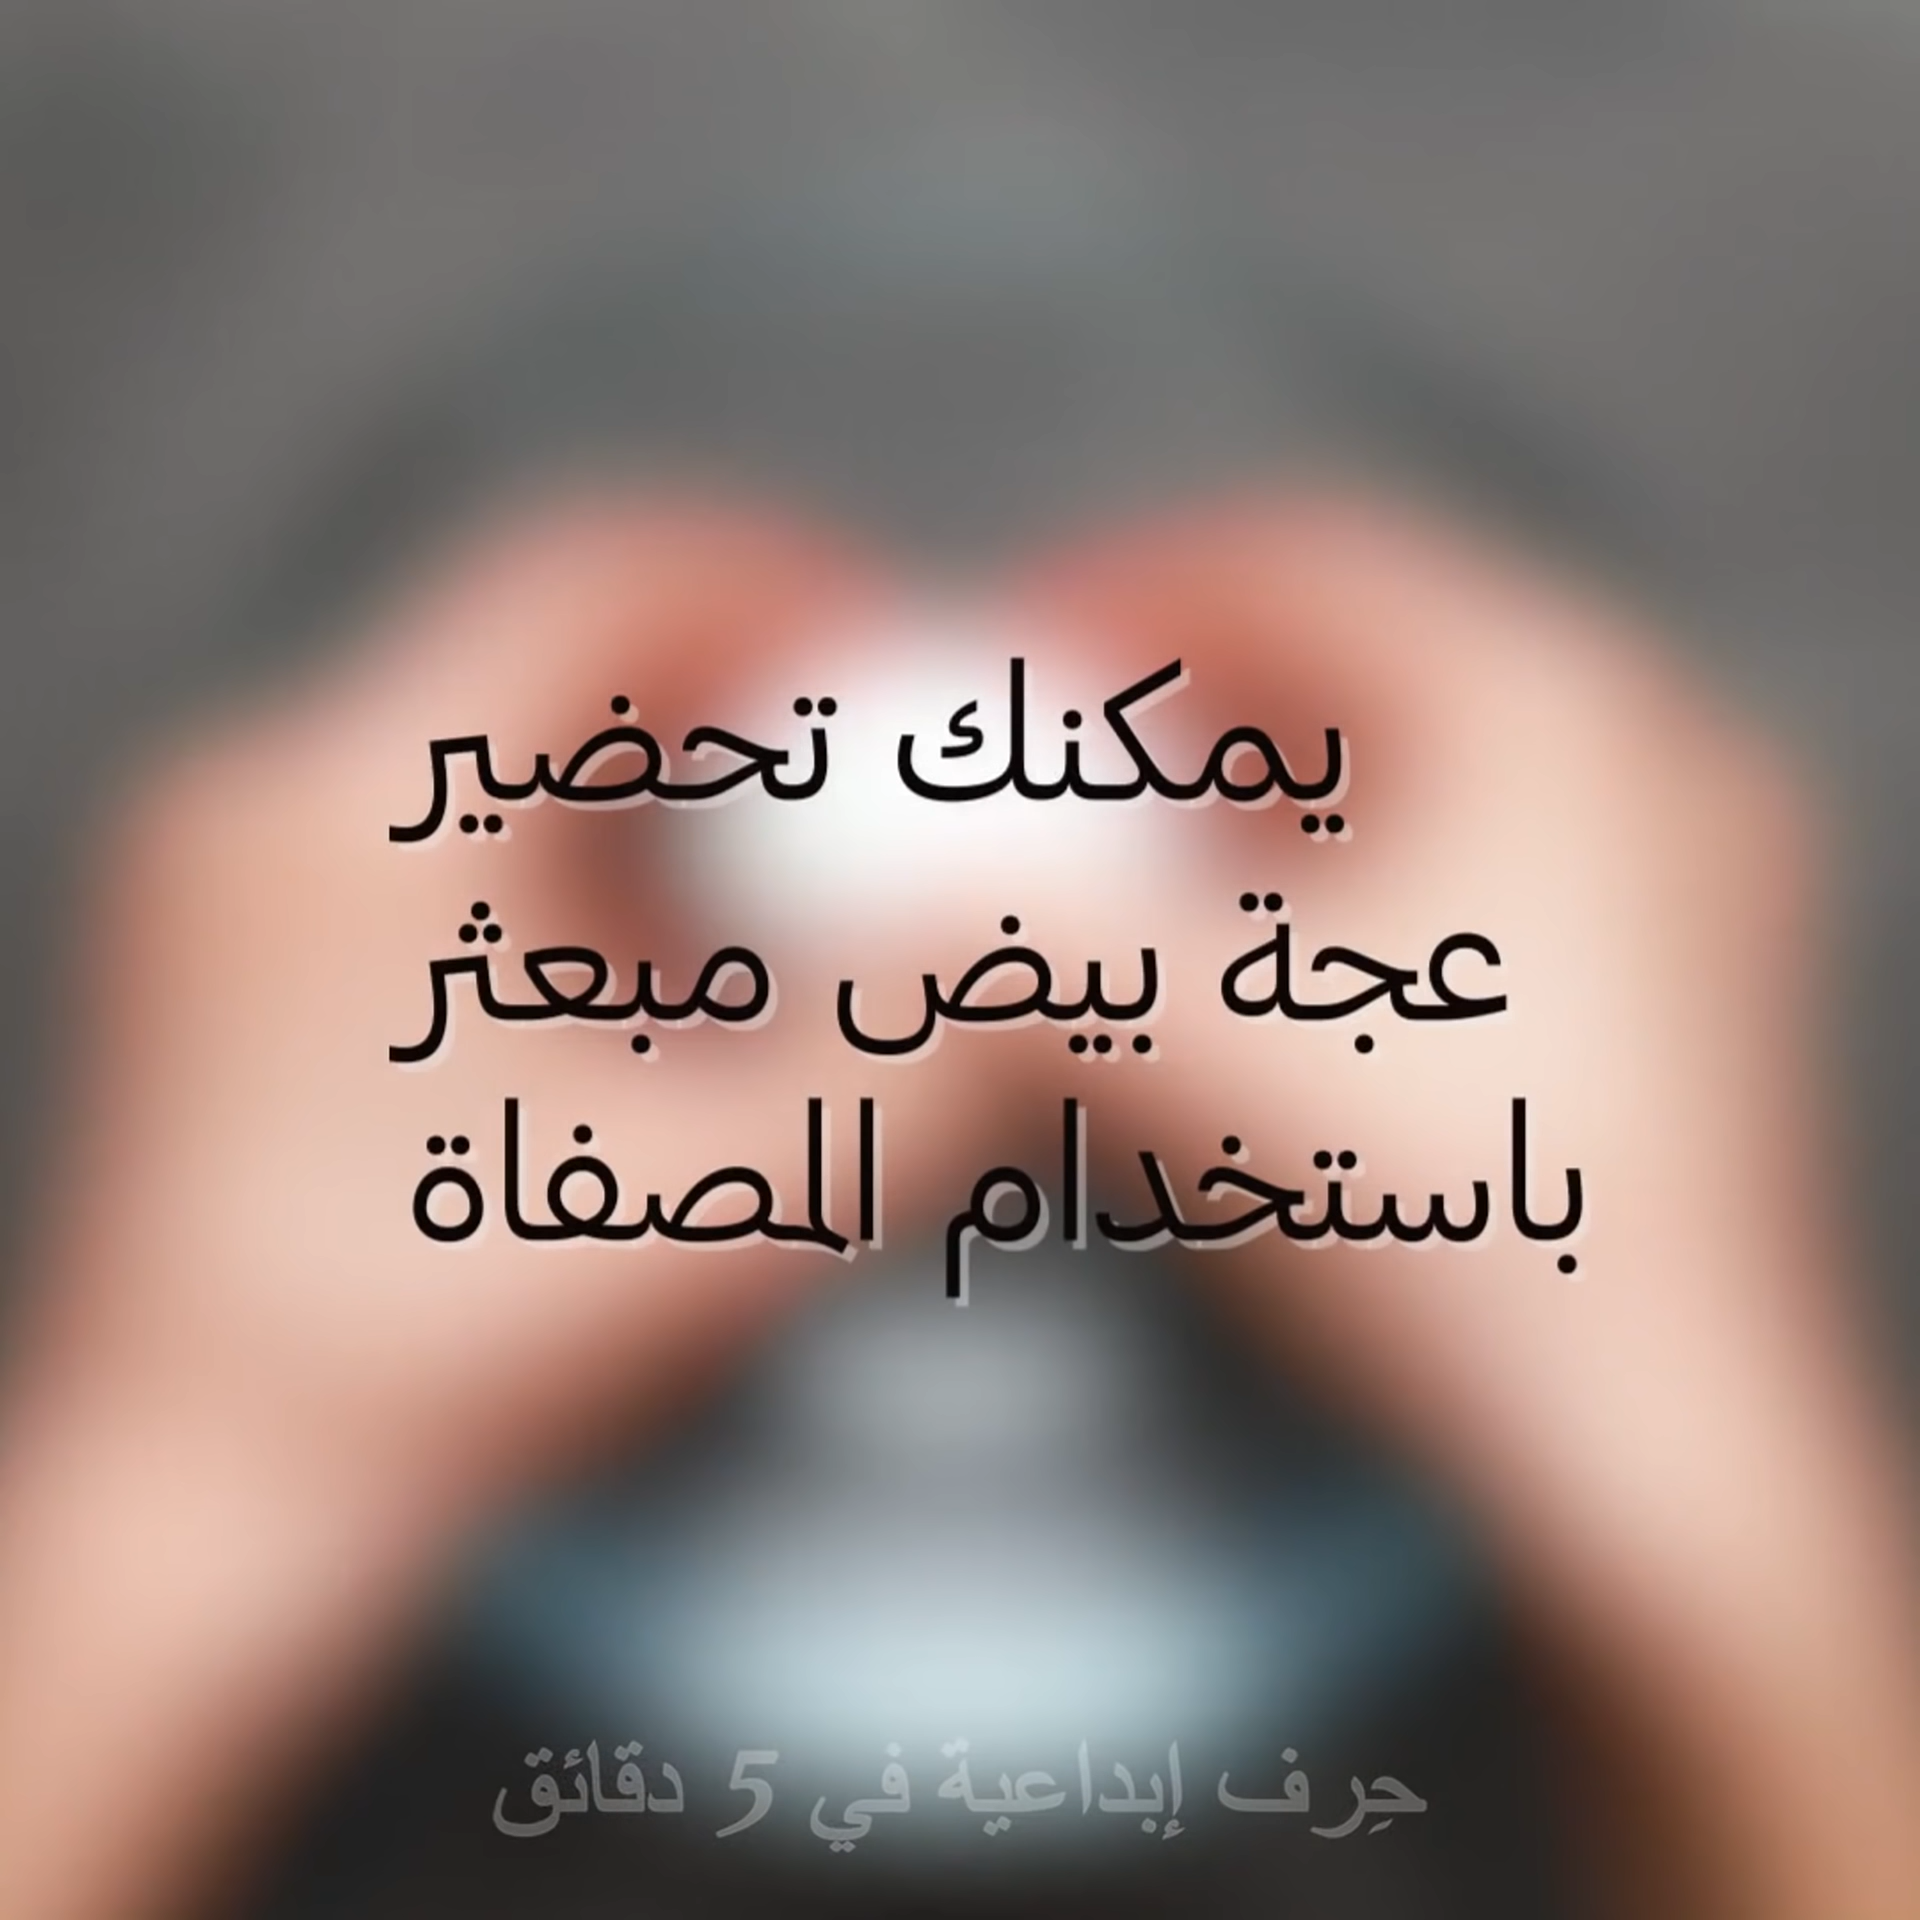 يمكنك تحضير
عجة بيض مبعثر
باستخدام المصفاة
حِرف إبداعية في 5 دقائق